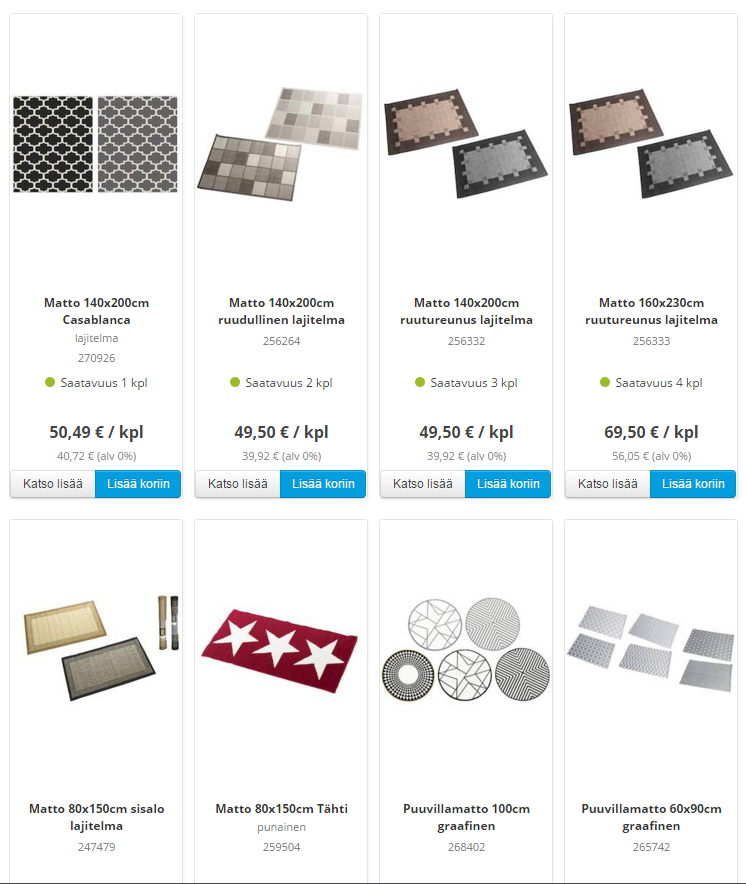 Matto 140x200cm
Casablanca
lajitelma
270926
Saatavuus 1 kpl
50,49 € / kpl
40,72 € (alv 0%)
Katso lisää
Lisää koriin
Matto 140x200cm
ruudullinen lajitelma
256264
Saatavuus 2 kpl
49,50 € / kpl
39,92 € (alv 0%)
Katso lisää
Lisää koriin
Matto 140x200cm
ruutureunus lajitelma
256332
Saatavuus 3 kpl
49,50 € / kpl
39,92 € (alv 0%)
Katso lisää
Lisää koriin
Matto 160x230cm
ruutureunus lajitelma
256333
Saatavuus 4 kpl
69,50 € / kpl
56,05 € (alv 0%)
Katso lisää
Lisää koriin
Matto 80x150cm sisalo
lajitelma
247479
Matto 80x150cm Tähti
punainen
259504
Puuvillamatto 100cm
graafinen
268402
Puuvillamatto 60x90cm
graafinen
265742